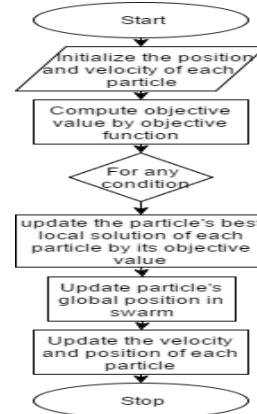 Start
Initialize the position
and velocity of each
particle
Compute objective
value by objective
function
For any
condition
update the particle's best
local solution of each
particle by its objective
value
Update particle's
global position in
swarm
Update the velocity
and position of each
particle
Stop